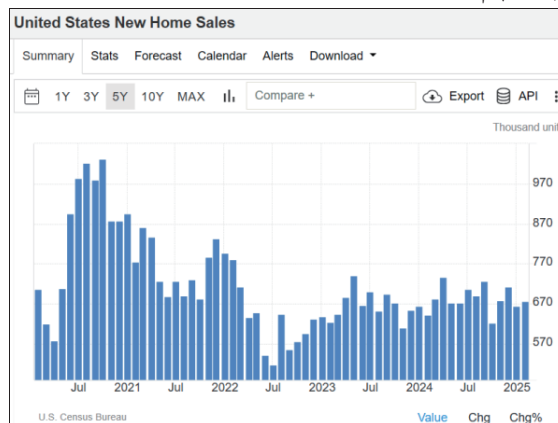 United States New Home Sales
Summary Stats Forecast Calendar Alerts Download
1Y 3Y 5Y 10Y MAX Compare + Export API
Thousand unit
970
870
770
670
570
Jul 2021 Jul 2022 Jul 2023 Jul 2024 Jul 2025
U.S. Census Bureau Value Chg Chg%